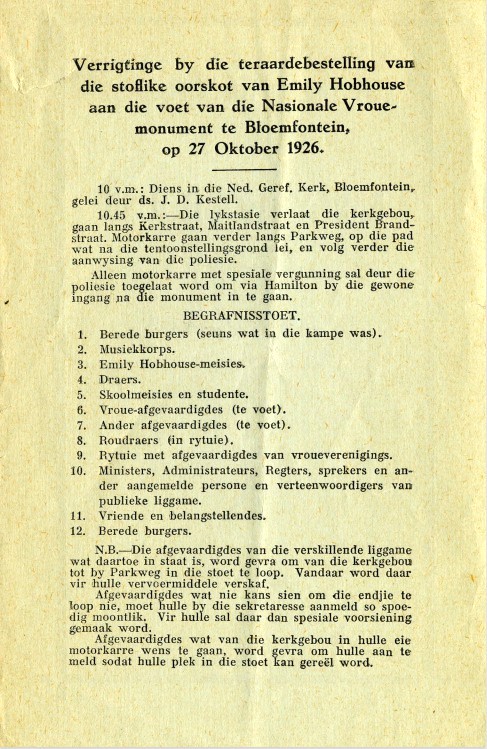 Verrigtinge by die teraardebestelling van
die stoflike oorskot van Emily Hobhouse
aan die voet van die Nasionale Vroue-
monument te Bloemfontein,
op 27 Oktober 1926.
10 v.m.: Diens in die Ned. Geref. Kerk, Bloemfontein,
gelei deur ds. J. D. Kestell.
10.45 v.m.:—Die lykstasie verlaat die kerkgebou,
gaan langs Kerkstraat, Maitlandstraat en President Brand-
straat. Motorkarre gaan verder langs Parkweg, op die pad
wat na die tentoonstellingsgrond lei, en volg verder die
aanwysing van die poliesie.
Alleen motorkarre met spesiale vergunning sal deur die
poliesie toegelaat word om via Hamilton by die gewone
ingang na die monument in te gaan.
BEGRAFNISSTOET.
1. Berede burgers (seuns wat in die kampe was).
2. Musiekkorps.
3. Emily Hobhouse-meisies.
4. Draers.
5. Skoolmeisies en studente.
6. Vroue-afgevaardigdes (te voet).
7. Ander afgevaardigdes (te voet).
8. Roudraers (in rytuie).
9. Rytuie met afgevaardigdes van vroueverenigings.
10. Ministers, Administrateurs, Regters, sprekers en an-
der aangemelde persone en verteenwoordigers van
publieke liggame.
11. Vriende en belangstellendes.
12. Berede burgers.
N.B.—Die afgevaardigdes van die verskillende liggame
wat daartoe in staat is, word gevra om van die kerkgebou
tot by Parkweg in die stoet te loop. Vandaar word daar
vir hulle vervoermiddele verskaf.
Afgevaardigdes wat nie kans sien om die endjie te
loop nie, moet hulle by die sekretaresse aanmeld so spoe-
dig moontlik. Vir hulle sal daar dan spesiale voorsiening
gemaak word.
Afgevaardigdes wat van die kerkgebou in hulle eie
motorkarre wens te gaan, word gevra om hulle aan te
meld sodat hulle plek in die stoet kan gereël word.